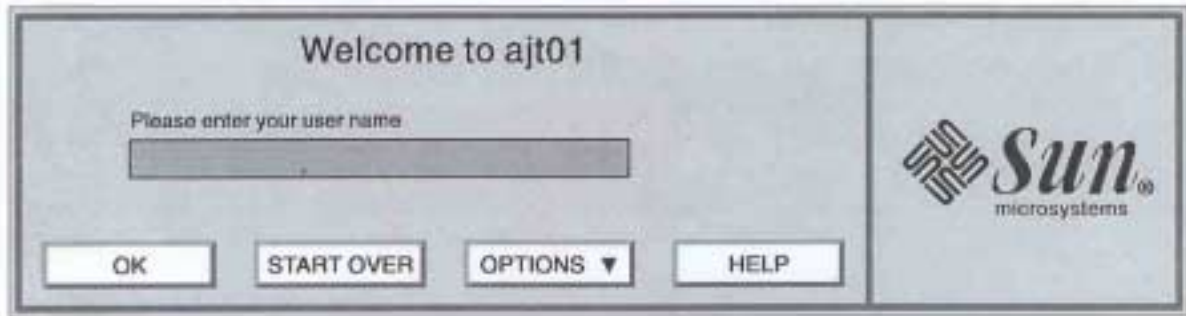 Welcome to ajt01
Please enter your user name
OK
START OVER
OPTIONS ▼
HELP
Sun®
microsystems